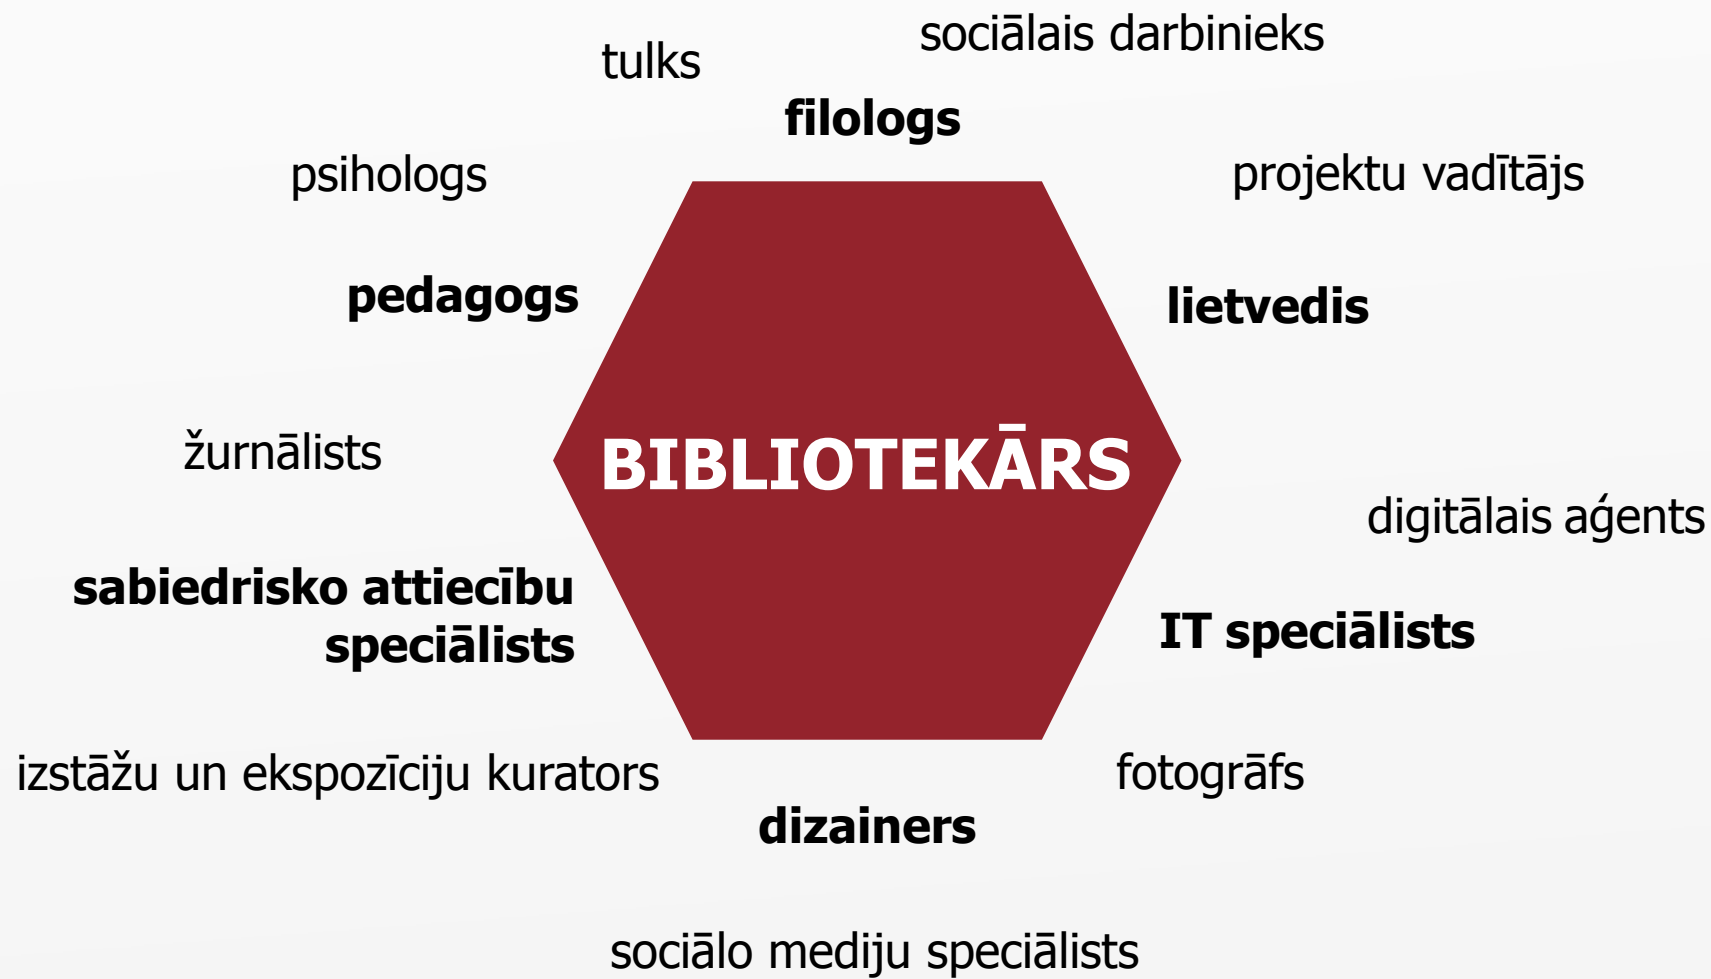 sociālais darbinieks
tulks
filologs
psihologs
projektu vadītājs
pedagogs
lietvedis
žurnālists
BIBLIOTEKĀRS
digitālais aģents
sabiedrisko attiecību
speciālists
IT speciālists
izstāžu un ekspozīciju kurators
fotogrāfs
dizainers
sociālo mediju speciālists